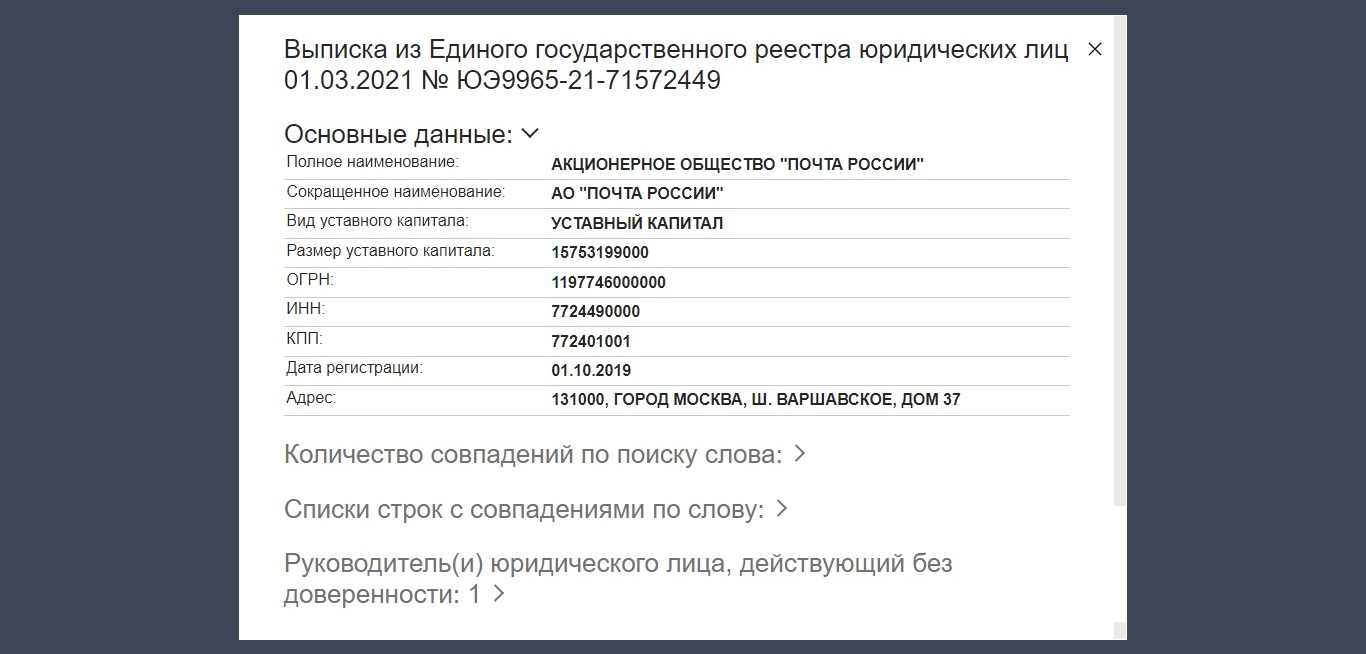 Выписка из Единого государственного реестра юридических лиц
01.03.2021 № ЮЭ9965-21-71572449
Основные данные:
Полное наименование: АКЦИОНЕРНОЕ ОБЩЕСТВО "ПОЧТА РОССИИ"
Сокращенное наименование: АО "ПОЧТА РОССИИ"
Вид уставного капитала: УСТАВНЫЙ КАПИТАЛ
Размер уставного капитала: 15753199000
ОГРН: 1197746000000
ИНН: 7724490000
КПП: 772401001
Дата регистрации: 01.10.2019
Адрес: 131000, ГОРОД МОСКВА, Ш. ВАРШАВСКОЕ, ДОМ 37
Количество совпадений по поиску слова:
Списки строк с совпадениями по слову:
Руководитель(и) юридического лица, действующий без
доверенности: 1